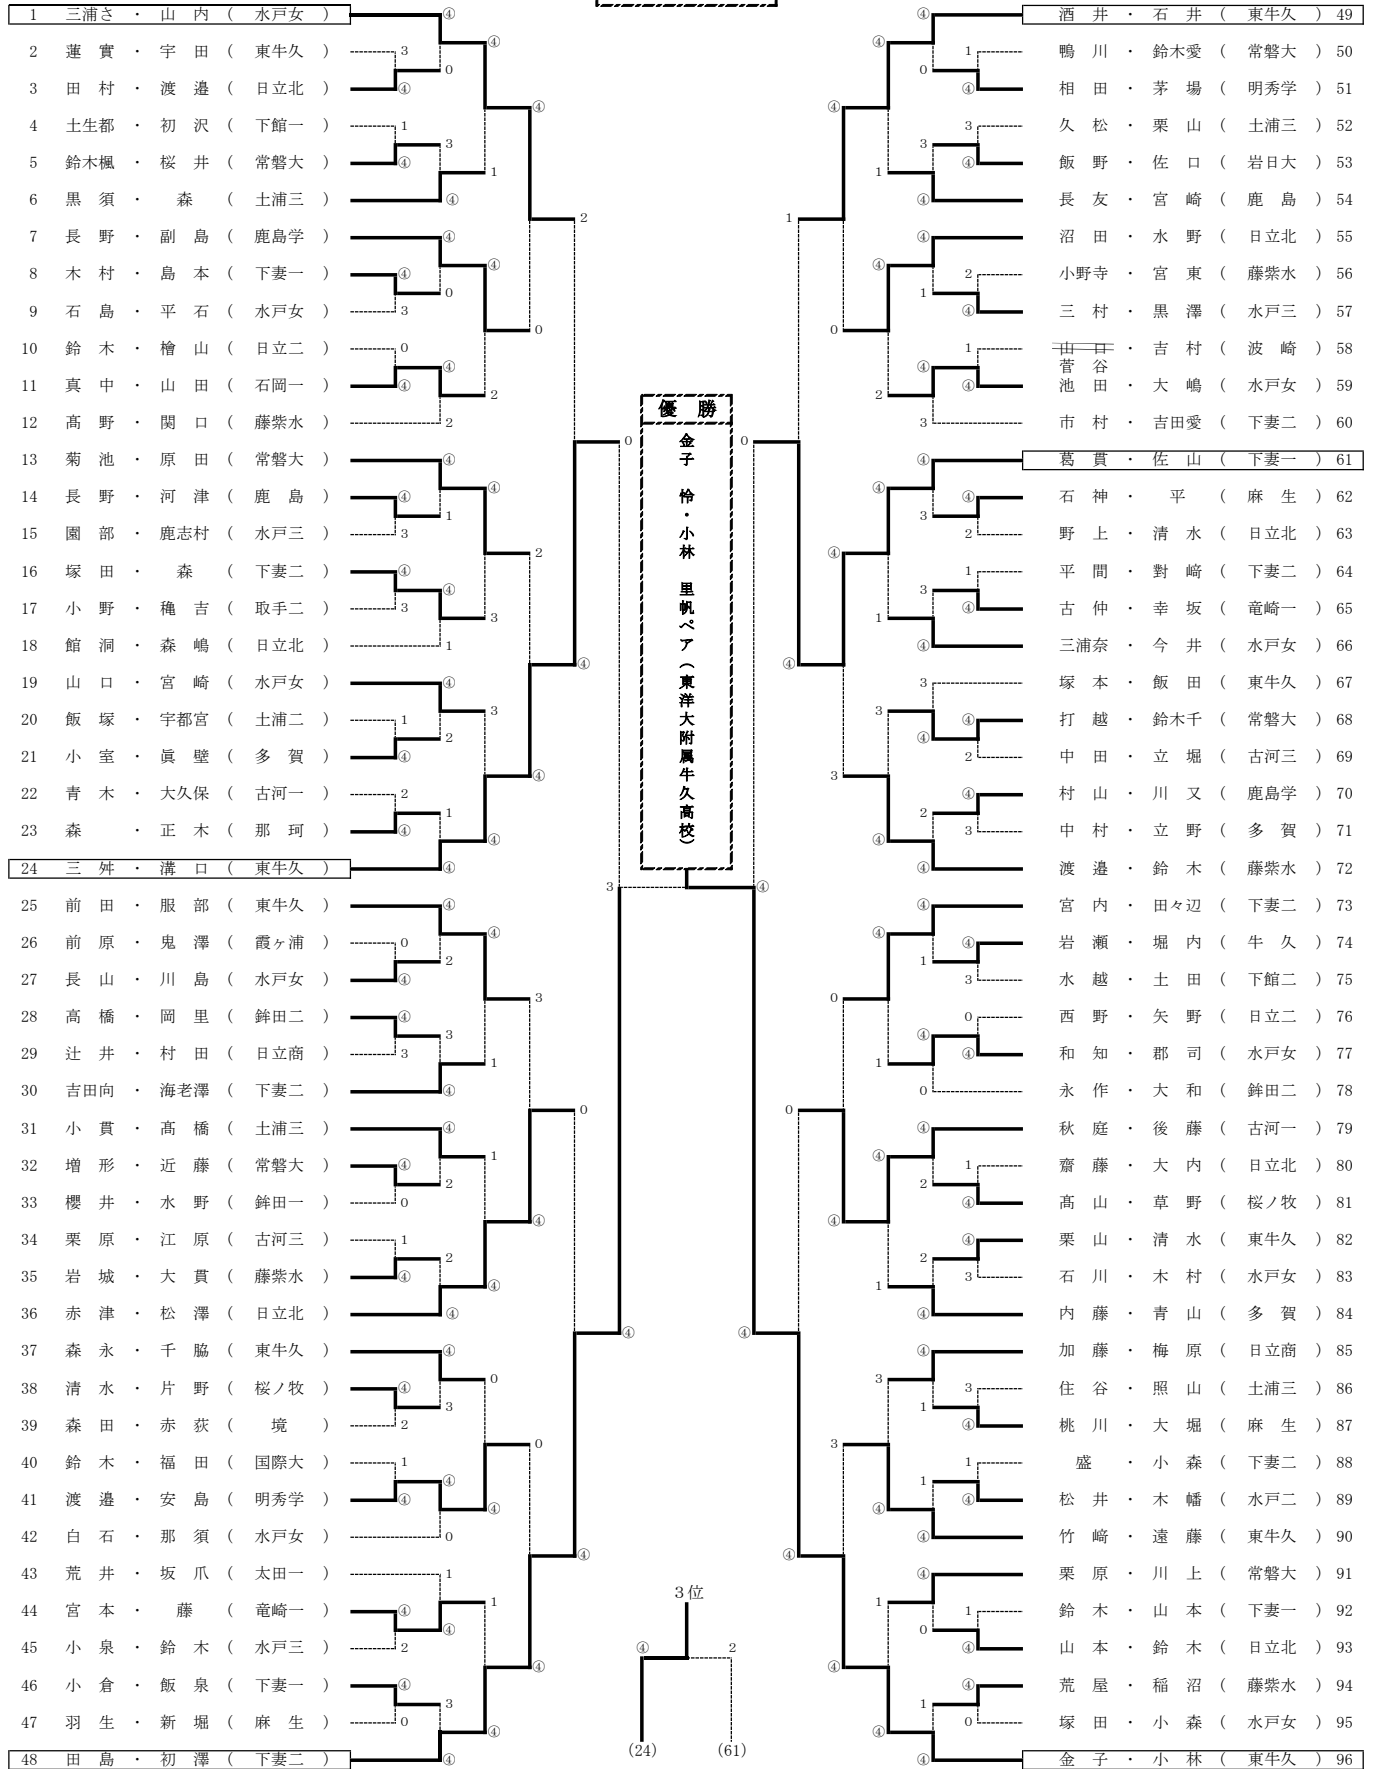 1 三浦さ・山内（水戸女）
2 蓮實・宇田（東牛久）
3 田村・渡邉（日立北）
4 土生都・初沢（下館一）
5 鈴木楓・桜井（常磐大）
6 黒須・森（土浦三）
7 長野・副島（鹿島学）
8 木村・島本（下妻一）
9 石島・平石（水戸女）
10 鈴木・檜山（日立二）
11 真中・山田（石岡一）
12 髙野・関口（藤紫水）
13 菊池・原田（常磐大）
14 長野・河津（鹿島）
15 園部・鹿志村（水戸三）
16 塚田・森（下妻二）
17 小野・穐吉（取手二）
18 館洞・森嶋（日立北）
19 山口・宮崎（水戸女）
20 飯塚・宇都宮（土浦二）
21 小室・眞壁（多賀）
22 青木・大久保（古河一）
23 森・正木（那珂）
24 三舛・溝口（東牛久）
25 前田・服部（東牛久）
26 前原・鬼澤（霞ヶ浦）
27 長山・川島（水戸女）
28 高橋・岡里（鉾田二）
29 辻井・村田（日立商）
30 吉田向・海老澤（下妻二）
31 小貫・髙橋（土浦三）
32 増形・近藤（常磐大）
33 櫻井・水野（鉾田一）
34 栗原・江原（古河三）
35 岩城・大貫（藤紫水）
36 赤津・松澤（日立北）
37 森永・千脇（東牛久）
38 清水・片野（桜ノ牧）
39 森田・赤荻（境）
40 鈴木・福田（国際大）
41 渡邉・安島（明秀学）
42 白石・那須（水戸女）
43 荒井・坂爪（太田一）
44 宮本・藤（竜崎一）
45 小泉・鈴木（水戸三）
46 小倉・飯泉（下妻一）
47 羽生・新堀（麻生）
48 田島・初澤（下妻二）
優勝
金子 怜・小林 里帆ペア（東洋大附属牛久高校）
3位
④ 2
(24) (61)
酒井・石井（東牛久）49
鴨川・鈴木愛（常磐大）50
相田・茅場（明秀学）51
久松・栗山（土浦三）52
飯野・佐口（岩日大）53
長友・宮崎（鹿島）54
沼田・水野（日立北）55
小野寺・宮東（藤紫水）56
三村・黒澤（水戸三）57
山口・吉村（波崎）58
菅谷
池田・大嶋（水戸女）59
市村・吉田愛（下妻二）60
葛貫・佐山（下妻一）61
石神・平（麻生）62
野上・清水（日立北）63
平間・對﨑（下妻二）64
古仲・幸坂（竜崎一）65
三浦奈・今井（水戸女）66
塚本・飯田（東牛久）67
打越・鈴木千（常磐大）68
中田・立堀（古河三）69
村山・川又（鹿島学）70
中村・立野（多賀）71
渡邉・鈴木（藤紫水）72
宮内・田々辺（下妻二）73
岩瀬・堀内（牛久）74
水越・土田（下館二）75
西野・矢野（日立二）76
和知・郡司（水戸女）77
永作・大和（鉾田二）78
秋庭・後藤（古河一）79
齋藤・大内（日立北）80
髙山・草野（桜ノ牧）81
栗山・清水（東牛久）82
石川・木村（水戸女）83
内藤・青山（多賀）84
加藤・梅原（日立商）85
住谷・照山（土浦三）86
桃川・大堀（麻生）87
盛・小森（下妻二）88
松井・木幡（水戸二）89
竹﨑・遠藤（東牛久）90
栗原・川上（常磐大）91
鈴木・山本（下妻一）92
山本・鈴木（日立北）93
荒屋・稲沼（藤紫水）94
塚田・小森（水戸女）95
金子・小林（東牛久）96